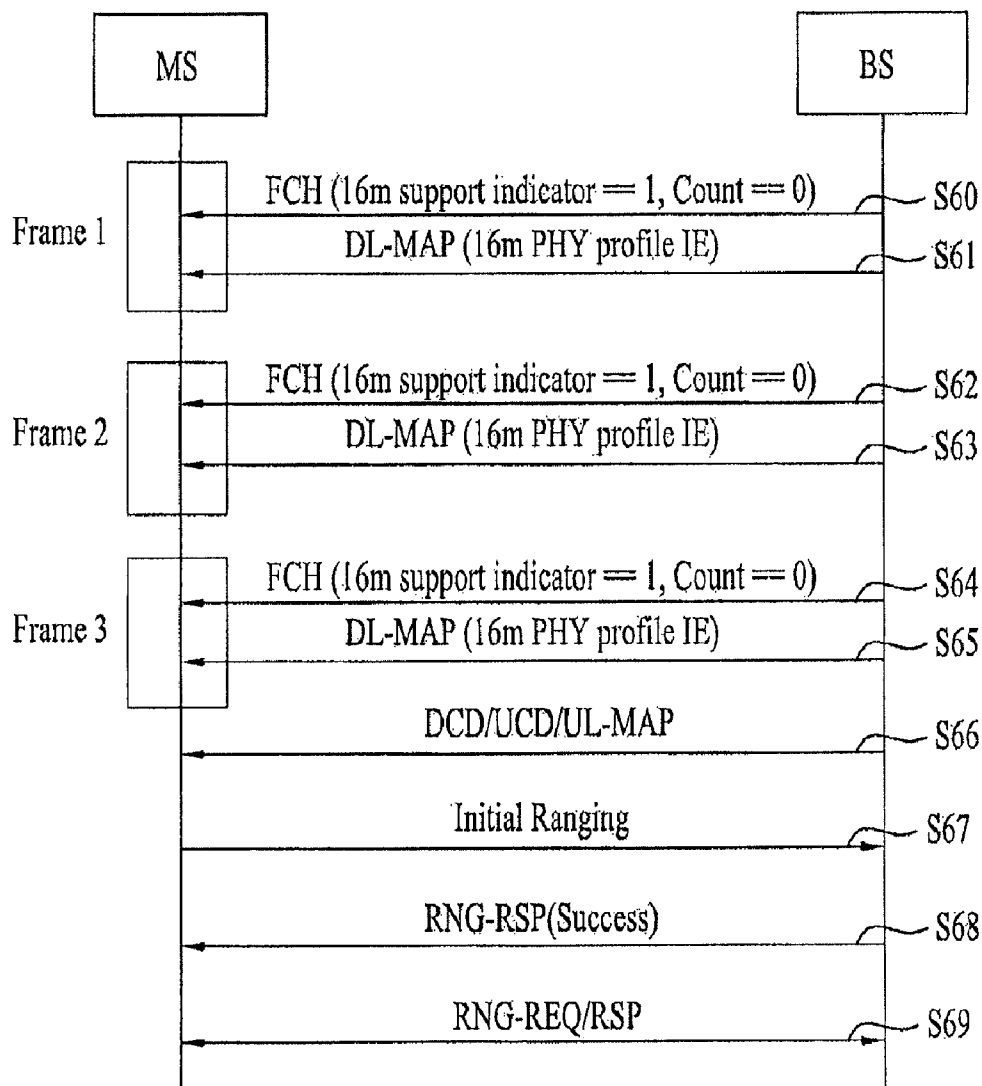 MS
BS
Frame 1
FCH (16m support indicator == 1, Count == 0)
S60
DL-MAP (16m PHY profile IE)
S61
Frame 2
FCH (16m support indicator == 1, Count == 0)
S62
DL-MAP (16m PHY profile IE)
S63
Frame 3
FCH (16m support indicator == 1, Count == 0)
S64
DL-MAP (16m PHY profile IE)
S65
DCD/UCD/UL-MAP
S66
Initial Ranging
S67
RNG-RSP(Success)
S68
RNG-REQ/RSP
S69